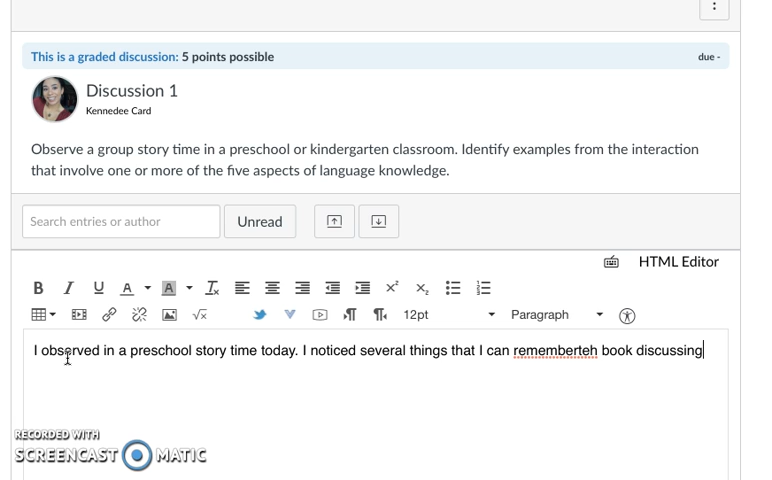 This is a graded discussion: 5 points possible due -
Discussion 1
Kennedee Card
Observe a group story time in a preschool or kindergarten classroom. Identify examples from the interaction
that involve one or more of the five aspects of language knowledge.
Search entries or author Unread
HTML Editor
B I U A A Tx x² x₂
√x 12pt Paragraph
I observed in a preschool story time today. I noticed several things that I can rememberteh book discussing
RECORDED WITH
SCREENCAST MATIC